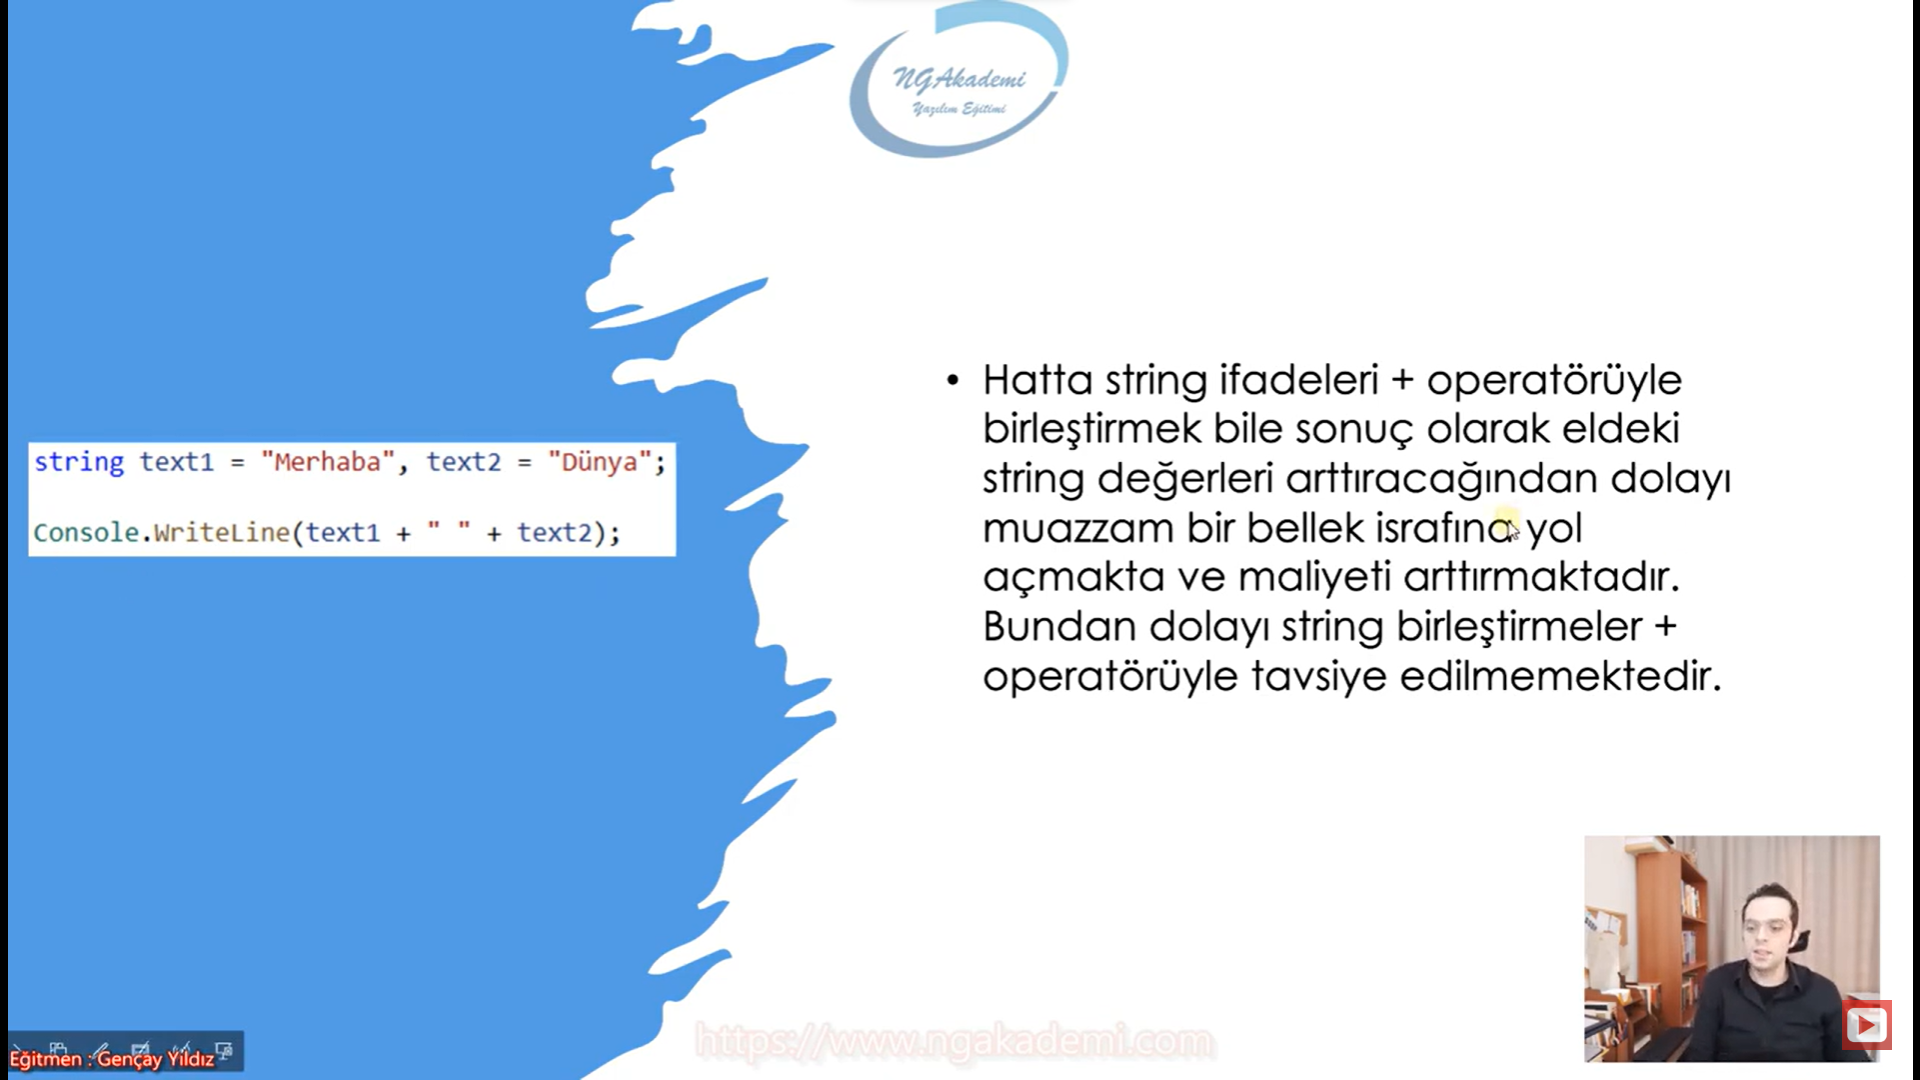 NGAkademi
Yazılım Eğitimi
string text1 = "Merhaba", text2 = "Dünya";
Console.WriteLine(text1 + " " + text2);
• Hatta string ifadeleri + operatörüyle
birleştirmek bile sonuç olarak eldeki
string değerleri arttıracağından dolayı
muazzam bir bellek israfına yol
açmakta ve maliyeti arttırmaktadır.
Bundan dolayı string birleştirmeler +
operatörüyle tavsiye edilmemektedir.
https://www.ngakademi.com
Eğitmen : Gençay Yıldız